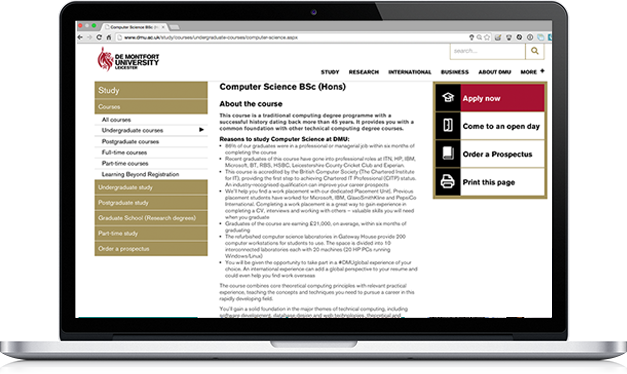 Computer Science BSc (Hons)
www.dmu.ac.uk/study/courses/undergraduate-courses/computer-science.aspx
DE MONTFORT
UNIVERSITY
LEICESTER
search...
STUDY RESEARCH INTERNATIONAL BUSINESS ABOUT DMU MORE +
Study
Courses
All courses
Undergraduate courses
Postgraduate courses
Full-time courses
Part-time courses
Learning Beyond Registration
Undergraduate study
Postgraduate study
Graduate School (Research degrees)
Part-time study
Order a prospectus
Computer Science BSc (Hons)
About the course
This course is a traditional computing degree programme with a
successful history dating back more than 45 years. It provides you with a
common foundation with other technical computing degree courses.
Reasons to study Computer Science at DMU:
• 88% of our graduates were in a professional or managerial job within six months of
completing the course
• Recent graduates of this course have gone into professional roles at ITN, HP, IBM,
Microsoft, BT, RBS, HSBC, Leicestershire County Cricket Club and Experian.
• This course is accredited by the British Computer Society (The Chartered Institute
for IT), providing the first step to achieving Chartered IT Professional (CITP) status.
An industry-recognised qualification can improve your career prospects
• We'll help you find a work placement with our dedicated Placement Unit. Previous
placement students have worked for Microsoft, IBM, GlaxoSmithKline and PepsiCo
International. Completing a work placement is a great way to gain experience in
completing a CV, interviews and working with others – valuable skills you will need
when you graduate
• Graduates of the course are earning £21,000, on average, within six months of
graduating
• The refurbished computer science laboratories in Gateway House provide 200
computer workstations for students to use. The space is divided into 10
interconnected laboratories each with 20 machines (20 HP PCs running
Windows/Linux)
• You will be given the opportunity to take part in a #DMUglobal experience of your
choice. An international experience can add a global perspective to your resume and
could even help you find work overseas
The course combines core theoretical computing principles with relevant practical
experience, teaching the concepts and techniques you need to pursue a career in this
rapidly developing field.
You'll gain a solid foundation in the major themes of technical computing, including
software development, database design and web technologies, theoretical and
Apply now
Come to an open day
Order a Prospectus
Print this page